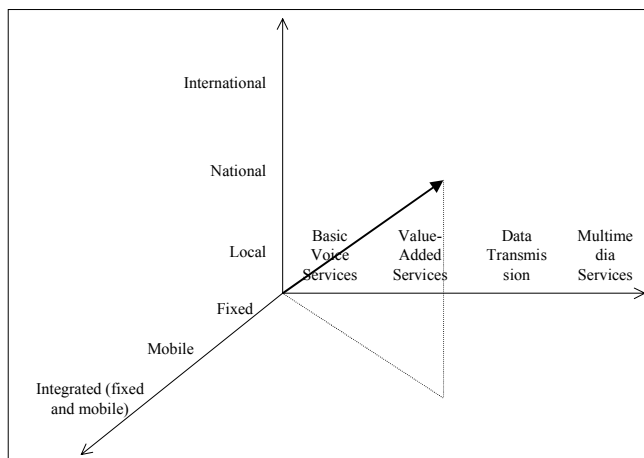 International
National
Local
Basic
Voice
Services
Value-
Added
Services
Data
Transmis
sion
Multime
dia
Services
Fixed
Mobile
Integrated (fixed
and mobile)